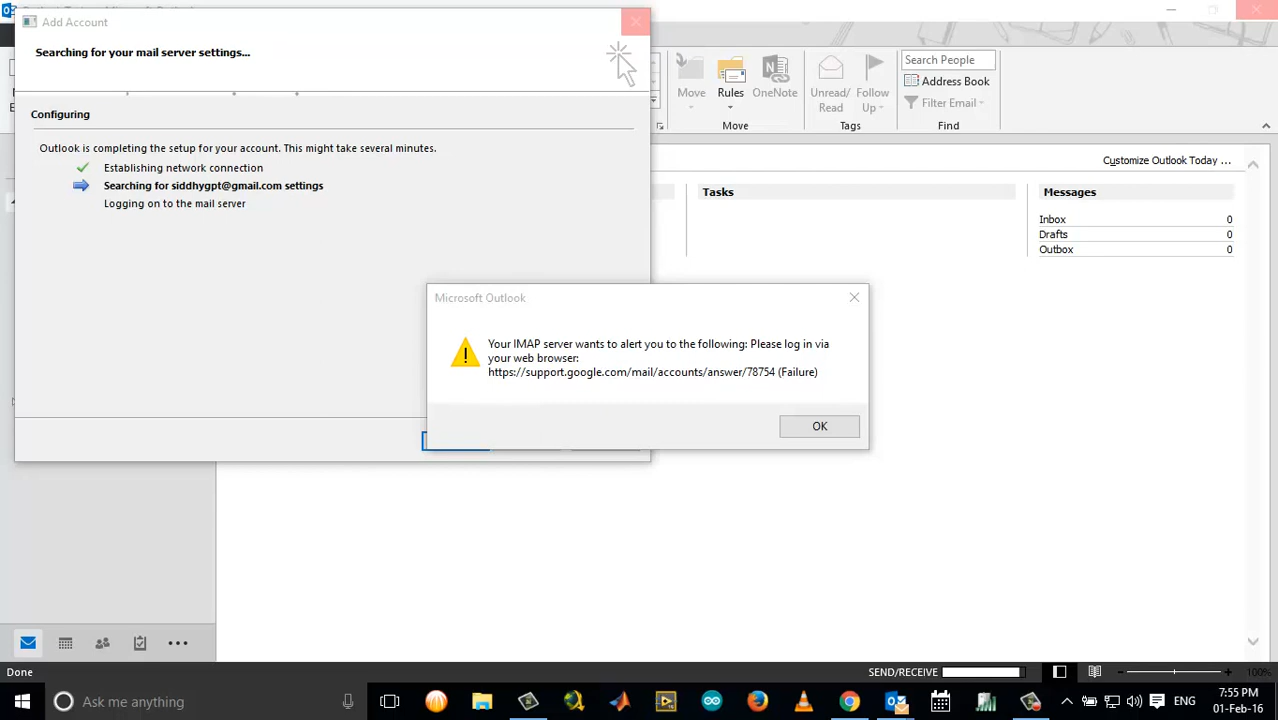 Add Account
Searching for your mail server settings...
Configuring
Outlook is completing the setup for your account. This might take several minutes.
Establishing network connection
Searching for siddhygpt@gmail.com settings
Logging on to the mail server
Search People
Move
Rules
OneNote
Unread/
Read
Follow
Up
Address Book
Filter Email
Move
Tags
Find
Customize Outlook Today ...
Tasks
Messages
Inbox 0
Drafts 0
Outbox 0
Microsoft Outlook
Your IMAP server wants to alert you to the following: Please log in via
your web browser:
https://support.google.com/mail/accounts/answer/78754 (Failure)
OK
Done
SEND/RECEIVE
100%
Ask me anything
ENG
7:55 PM
01-Feb-16